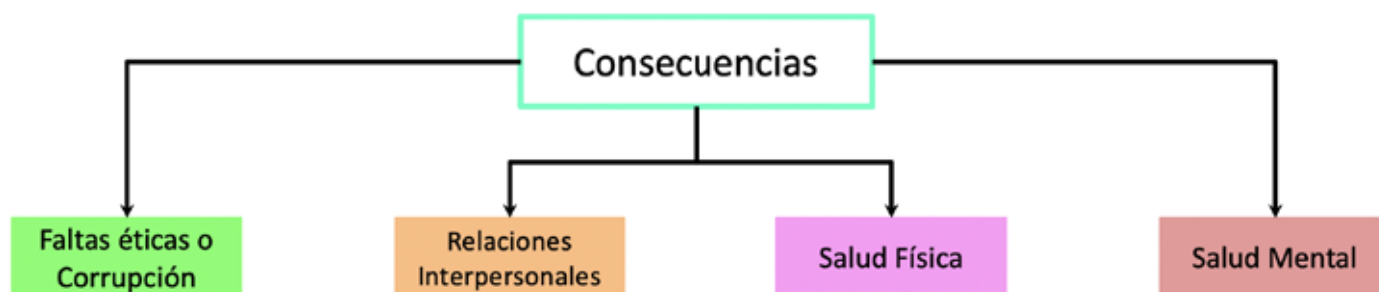 Consecuencias
Faltas éticas o
Corrupción
Relaciones
Interpersonales
Salud Física
Salud Mental